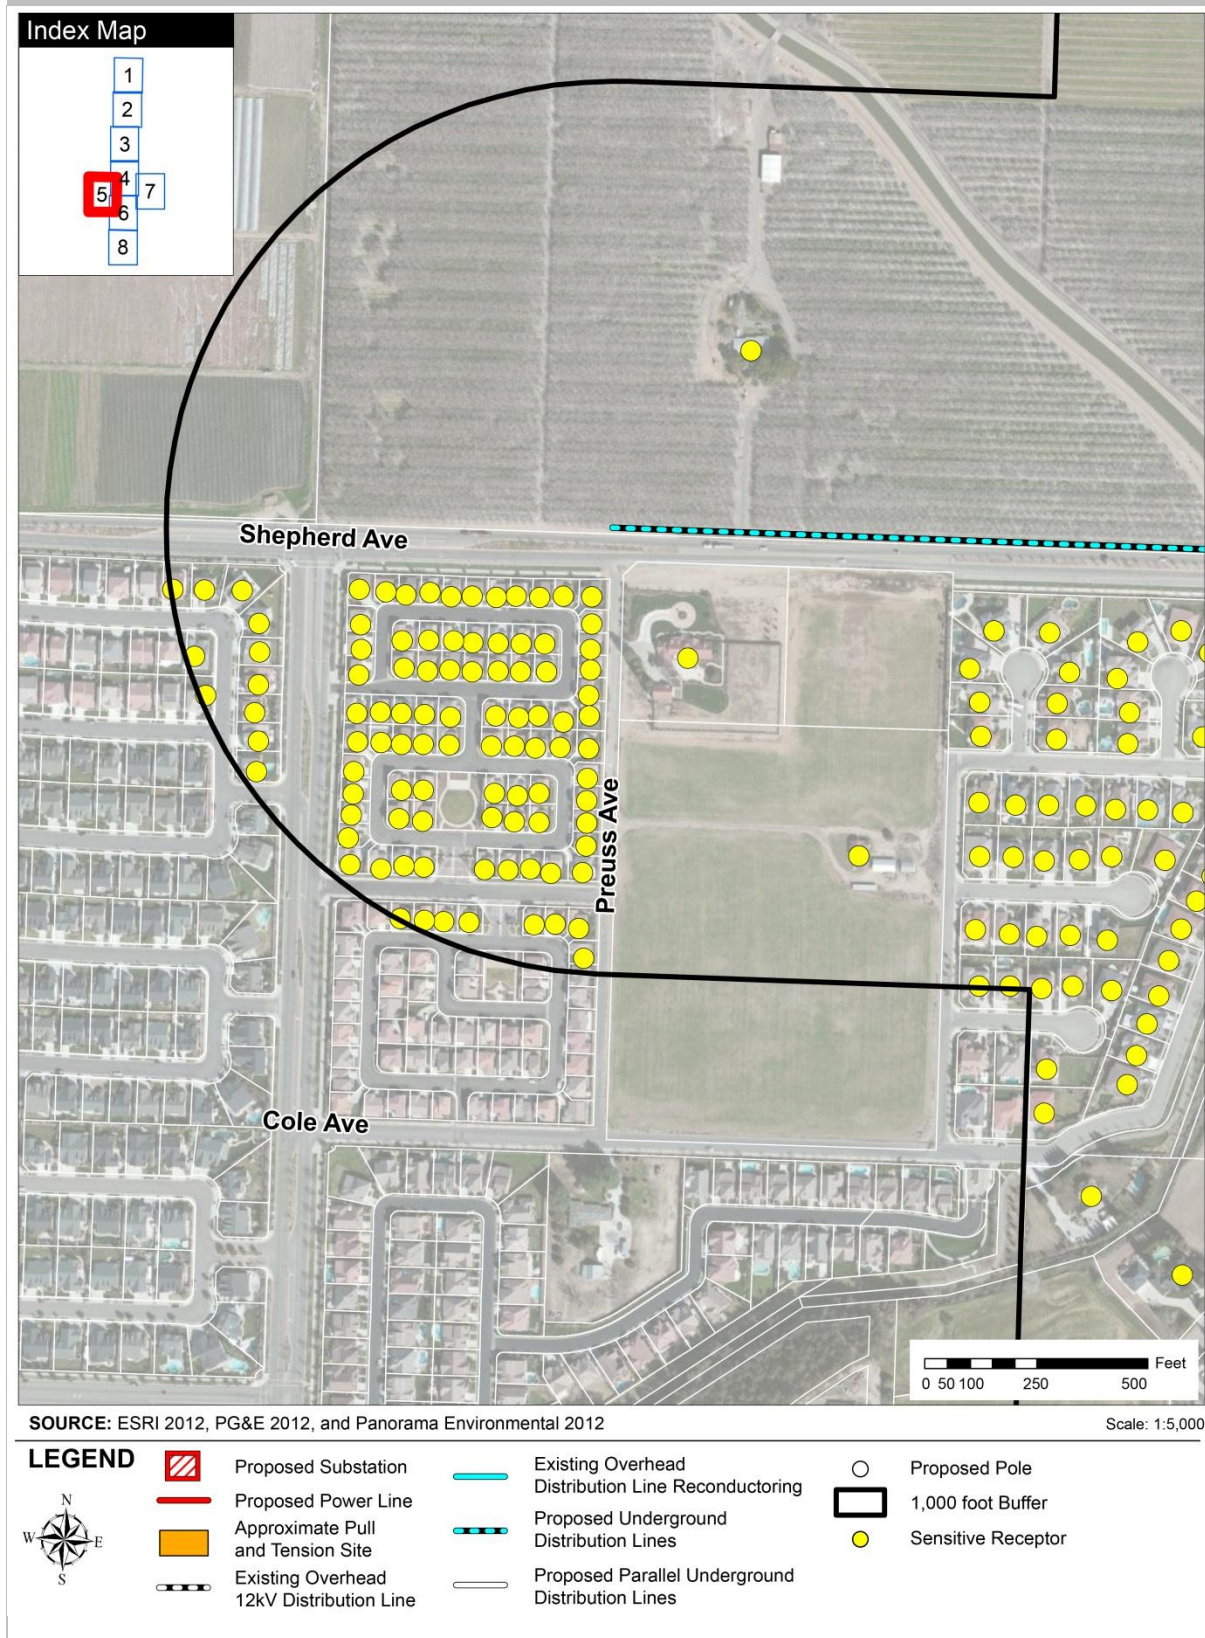 Index Map
1
2
3
4
5
7
6
8
Shepherd Ave
Preuss Ave
Cole Ave
Feet
0 50 100 250 500
SOURCE: ESRI 2012, PG&E 2012, and Panorama Environmental 2012
Scale: 1:5,000
LEGEND
N
W E
S
Proposed Substation
Proposed Power Line
Approximate Pull
and Tension Site
Existing Overhead
12kV Distribution Line
Existing Overhead
Distribution Line Reconductoring
Proposed Underground
Distribution Lines
Proposed Parallel Underground
Distribution Lines
Proposed Pole
1,000 foot Buffer
Sensitive Receptor